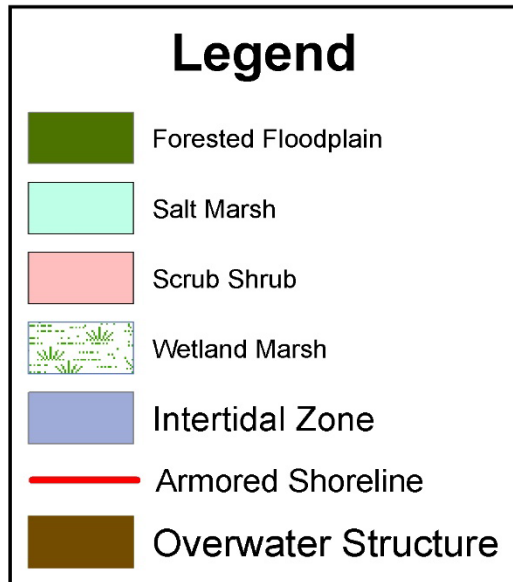 Legend
Forested Floodplain
Salt Marsh
Scrub Shrub
Wetland Marsh
Intertidal Zone
Armored Shoreline
Overwater Structure